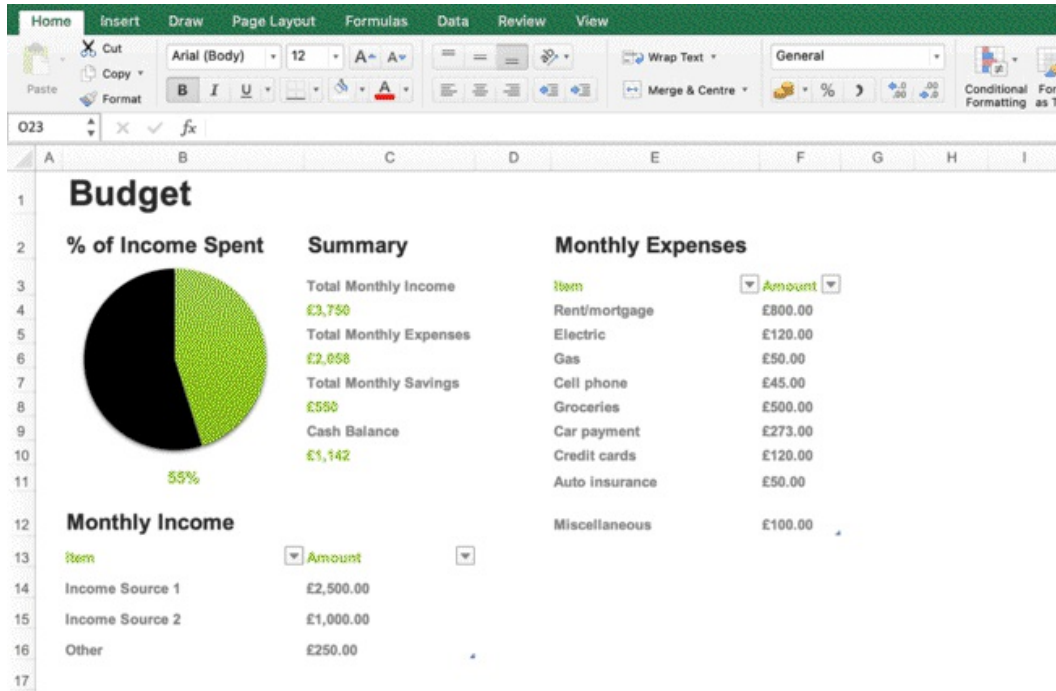 Home Insert Draw Page Layout Formulas Data Review View
Cut
Copy
Format
Paste
Arial (Body) 12 A A
B I U A
Wrap Text
Merge & Centre
General
%
Conditional Formatting
023 fx
A B C D E F G H I
1 Budget
2 % of Income Spent Summary Monthly Expenses
3 Total Monthly Income Item Amount
4 £3,750 Rent/mortgage £800.00
5 Total Monthly Expenses Electric £120.00
6 £2,058 Gas £50.00
7 Total Monthly Savings Cell phone £45.00
8 £550 Groceries £500.00
9 Cash Balance Car payment £273.00
10 £1,142 Credit cards £120.00
11 55% Auto insurance £50.00
12 Monthly Income Miscellaneous £100.00
13 Item Amount
14 Income Source 1 £2,500.00
15 Income Source 2 £1,000.00
16 Other £250.00
17